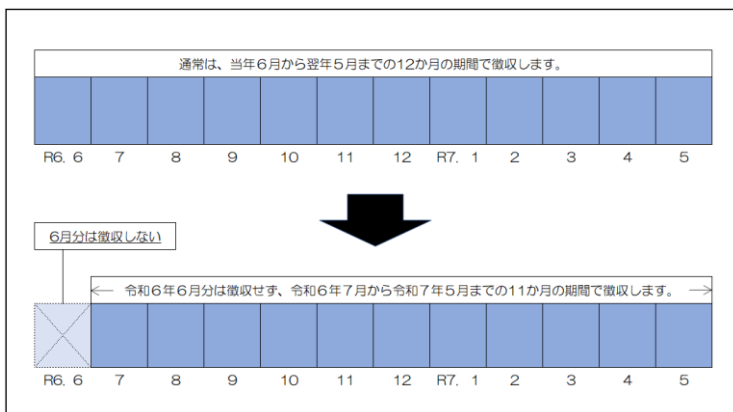 通常は、当年6月から翌年5月までの12か月の期間で徴収します。
R6. 6 7 8 9 10 11 12 R7. 1 2 3 4 5
6月分は徴収しない
令和6年6月分は徴収せず、令和6年7月から令和7年5月までの11か月の期間で徴収します。
R6. 6 7 8 9 10 11 12 R7. 1 2 3 4 5